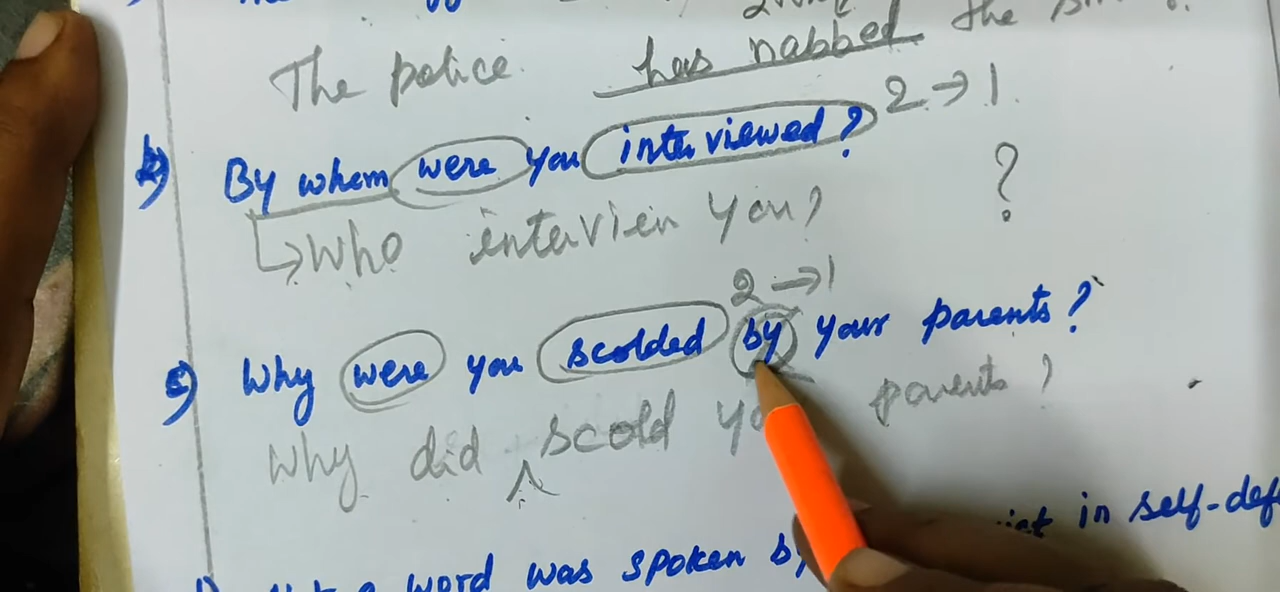 The police has nabbed the
b) By whom were you interviewed? 2 → 1
↳ Who intervien you? ?
2 → 1
c) Why were you scolded by your parents?
Why did ^ scold parents?
in self-def
a word was spoken